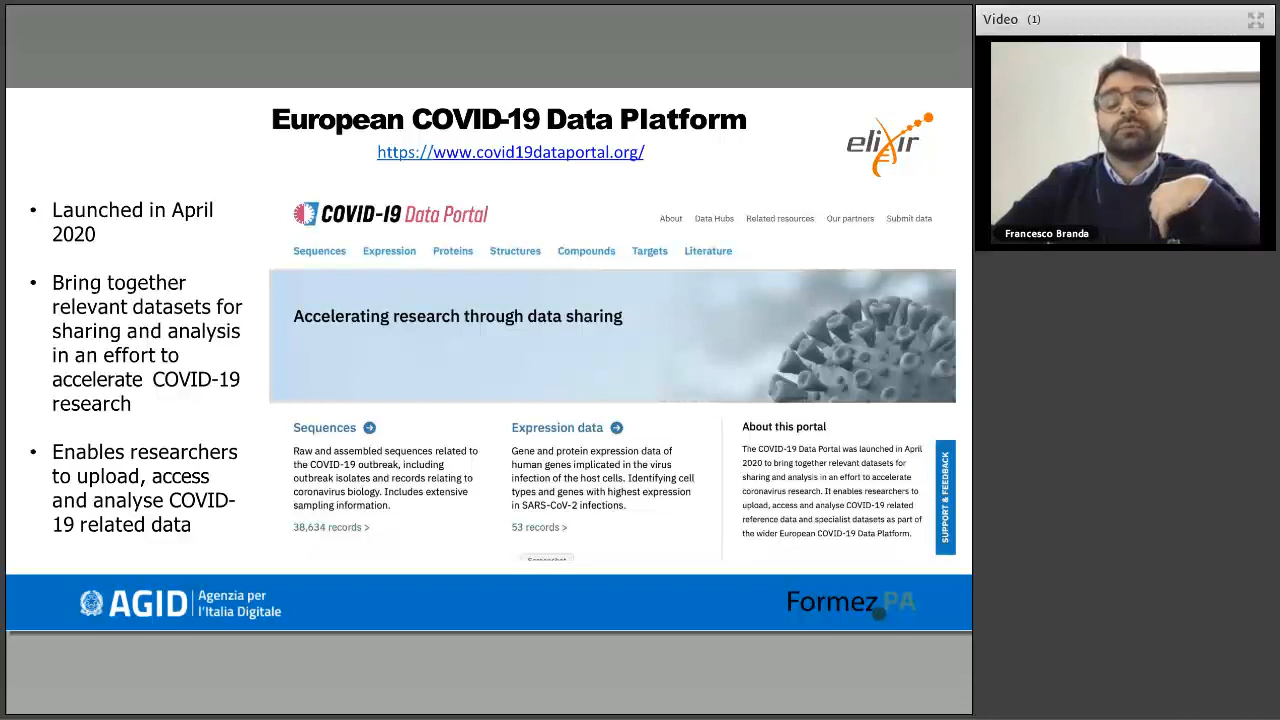 European COVID-19 Data Platform
https://www.covid19dataportal.org/
elixir
• Launched in April
2020
• Bring together
relevant datasets for
sharing and analysis
in an effort to
accelerate COVID-19
research
• Enables researchers
to upload, access
and analyse COVID-
19 related data
COVID-19 Data Portal
About Data Hubs Related resources Our partners Submit data
Sequences Expression Proteins Structures Compounds Targets Literature
Accelerating research through data sharing
Sequences
Raw and assembled sequences related to
the COVID-19 outbreak, including
outbreak isolates and records relating to
coronavirus biology. Includes extensive
sampling information.
38,634 records >
Expression data
Gene and protein expression data of
human genes implicated in the virus
infection of the host cells. Identifying cell
types and genes with highest expression
in SARS-CoV-2 infections.
53 records >
Screenshot
About this portal
The COVID-19 Data Portal was launched in April
2020 to bring together relevant datasets for
sharing and analysis in an effort to accelerate
coronavirus research. It enables researchers to
upload, access and analyse COVID-19 related
reference data and specialist datasets as part of
the wider European COVID-19 Data Platform.
SUPPORT & FEEDBACK
AGID
Agenzia per
l'Italia Digitale
Formez PA
Video (1)
Francesco Branda